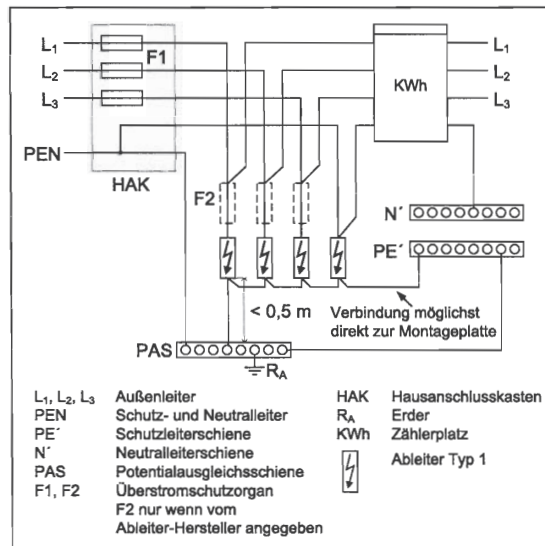 L₁
L₂
L₃
PEN
F1
HAK
KWh
L₁
L₂
L₃
F2
N´
PE´
< 0,5 m
Verbindung möglichst
direkt zur Montageplatte
PAS
R_A
L₁, L₂, L₃ Außenleiter
PEN Schutz- und Neutralleiter
PE´ Schutzleiterschiene
N´ Neutralleiterschiene
PAS Potentialausgleichsschiene
F1, F2 Überstromschutzorgan
F2 nur wenn vom
Ableiter-Hersteller angegeben
HAK Hausanschlusskasten
R_A Erder
KWh Zählerplatz
Ableiter Typ 1